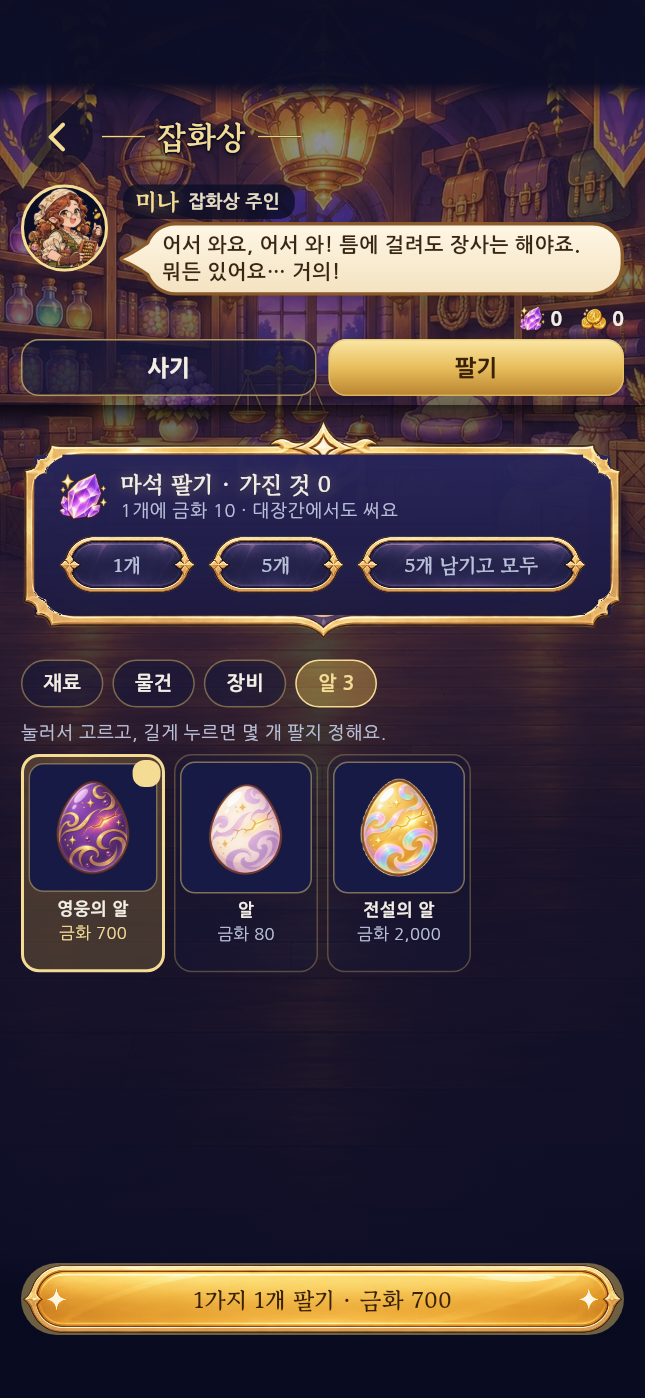 잡화상
미나 잡화상 주인
어서 와요, 어서 와! 틈에 걸려도 장사는 해야죠.
뭐든 있어요… 거의!
0 0
사기 팔기
마석 팔기 · 가진 것 0
1개에 금화 10 · 대장간에서도 써요
1개 5개 5개 남기고 모두
재료 물건 장비 알 3
눌러서 고르고, 길게 누르면 몇 개 팔지 정해요.
영웅의 알 알 전설의 알
금화 700 금화 80 금화 2,000
1가지 1개 팔기 · 금화 700